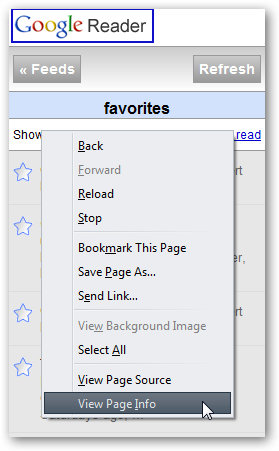 Google Reader
« Feeds Refresh
favorites
Show read
Back
Forward
Reload
Stop
Bookmark This Page
Save Page As...
Send Link...
View Background Image
Select All
View Page Source
View Page Info